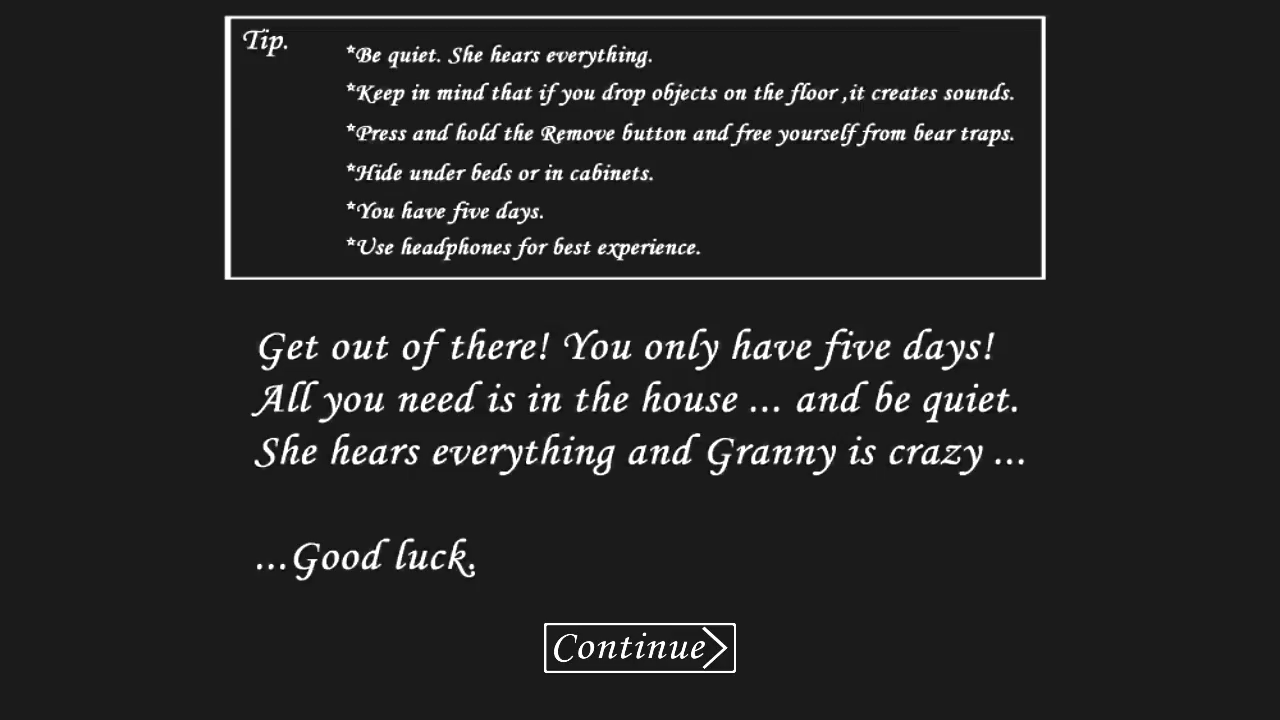 Tip.
*Be quiet. She hears everything.
*Keep in mind that if you drop objects on the floor ,it creates sounds.
*Press and hold the Remove button and free yourself from bear traps.
*Hide under beds or in cabinets.
*You have five days.
*Use headphones for best experience.
Get out of there! You only have five days!
All you need is in the house ... and be quiet.
She hears everything and Granny is crazy ...
...Good luck.
Continue>